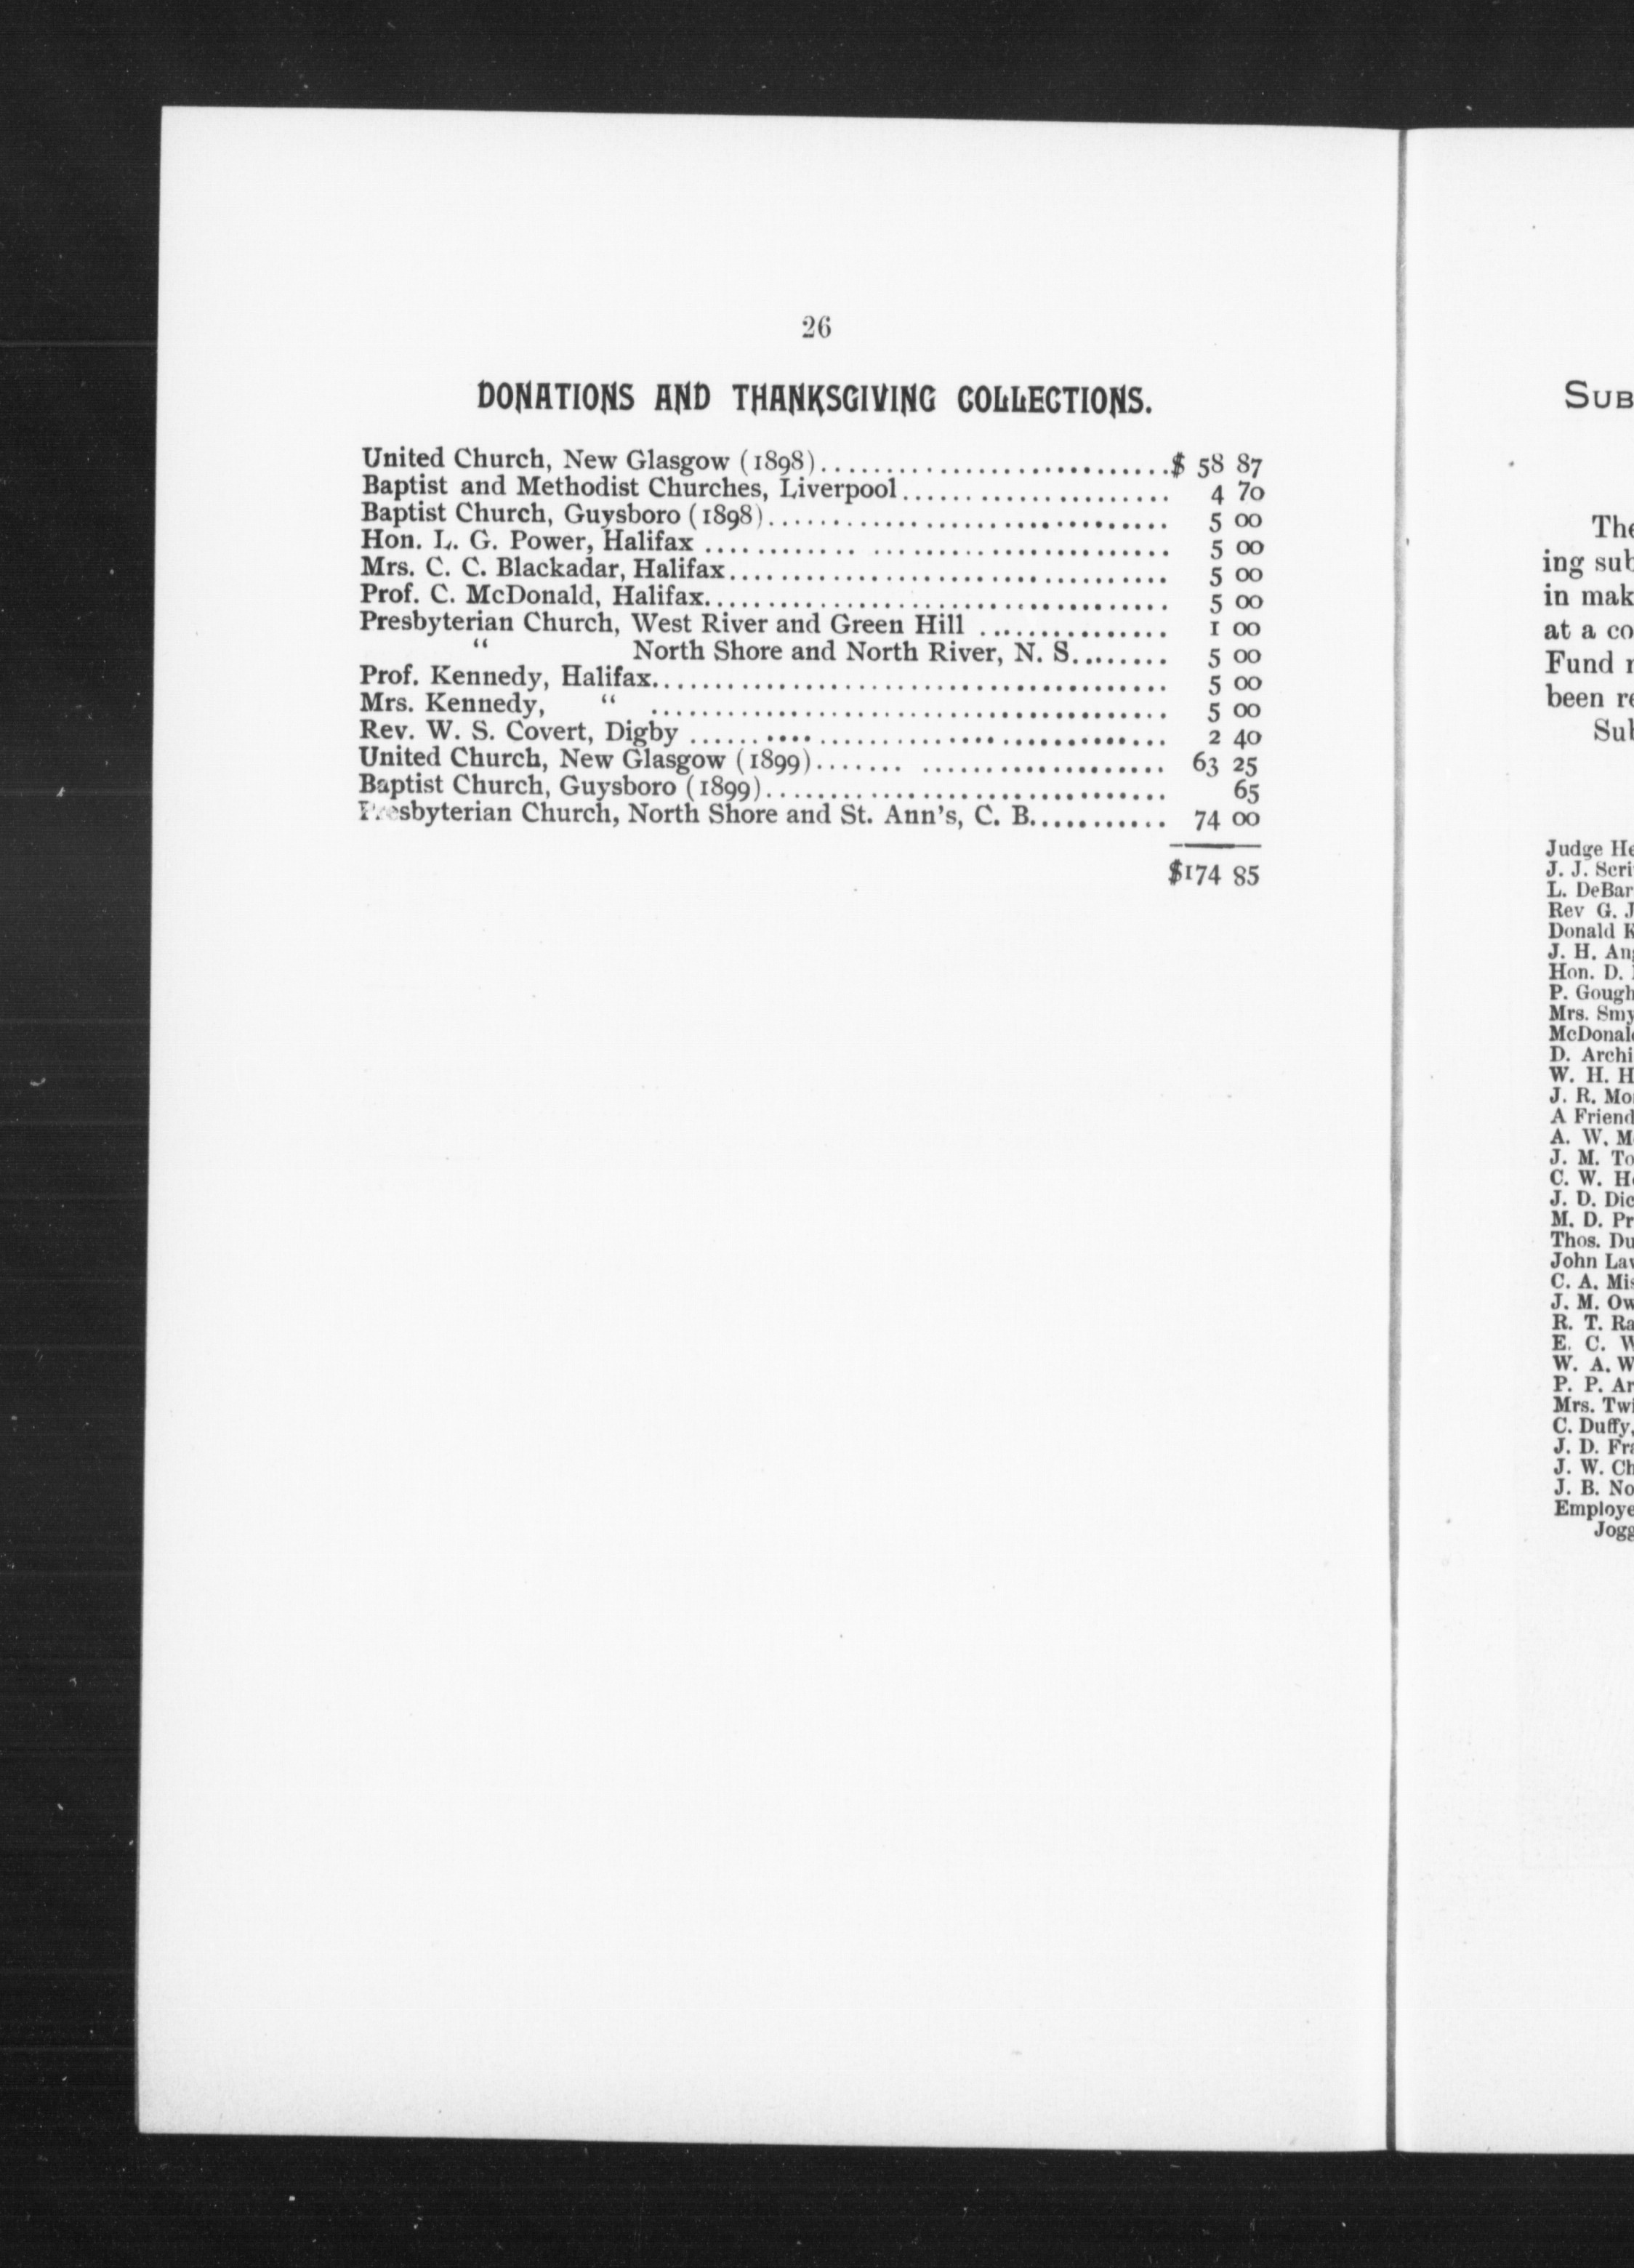 26
DONATIONS AND THANKSGIVING COLLECTIONS.
United Church, New Glasgow (1898)............................$ 58 87
Baptist and Methodist Churches, Liverpool...................... 4 70
Baptist Church, Guysboro (1898)................................ 5 00
Hon. L. G. Power, Halifax ............ ........................ 5 00
Mrs. C. C. Blackadar, Halifax................................... 5 00
Prof. C. McDonald, Halifax..................................... 5 00
Presbyterian Church, West River and Green Hill ............... 1 00
“ North Shore and North River, N. S........ 5 00
Prof. Kennedy, Halifax......................................... 5 00
Mrs. Kennedy, “ ......................................... 5 00
Rev. W. S. Covert, Digby ...................................... 2 40
United Church, New Glasgow (1899)....... .................... 63 25
Baptist Church, Guysboro (1899)................................ 65
Presbyterian Church, North Shore and St. Ann's, C. B........... 74 00
$174 85
SUB
The
ing sub
in mak
at a co
Fund
been re
Sub
Judge He
J. J. Scri
L. DeBar
Rev G. J
Donald K
J. H. An
Hon. D.
P. Gough
Mrs. Smy
McDonal
D. Archi
W. H. H
J. R. Mo
A Friend
A. W. M
J. M. To
C. W. H
J. D. Dic
M. D. Pr
Thos. Du
John Law
C. A. Mis
J. M. Ow
R. T. Ra
E. C. W
W. A. W
P. P. Ar
Mrs. Twi
C. Duffy,
J. D. Fra
J. W. Ch
J. B. No
Employe
Jogg